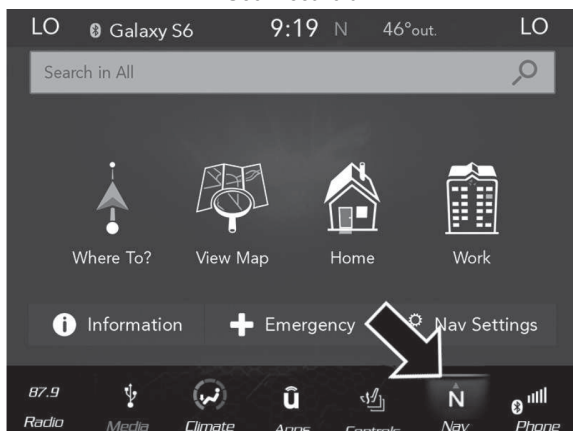 LO Galaxy S6 9:19 N 46°out. LO
Search in All
Where To? View Map Home Work
Information Emergency Nav Settings
87.9 û N
Radio Media Climate Apps Controls Nav Phone